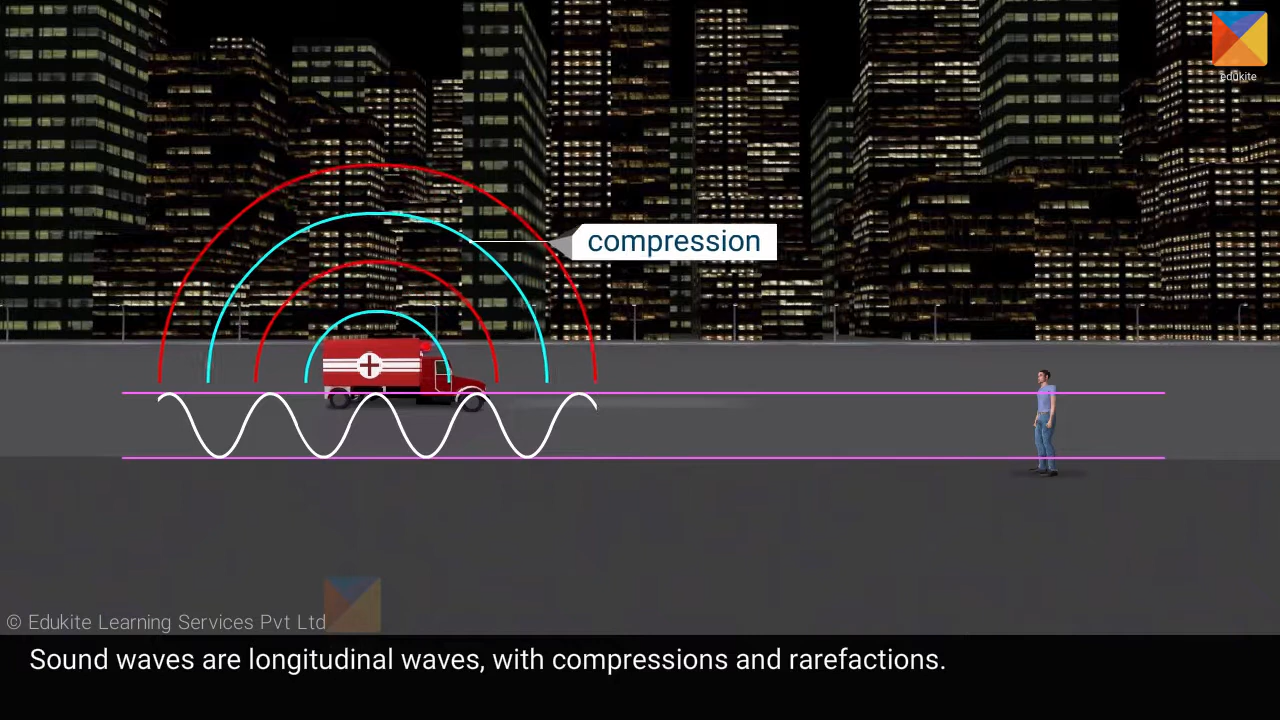 edukite
compression
© Edukite Learning Services Pvt Ltd
Sound waves are longitudinal waves, with compressions and rarefactions.